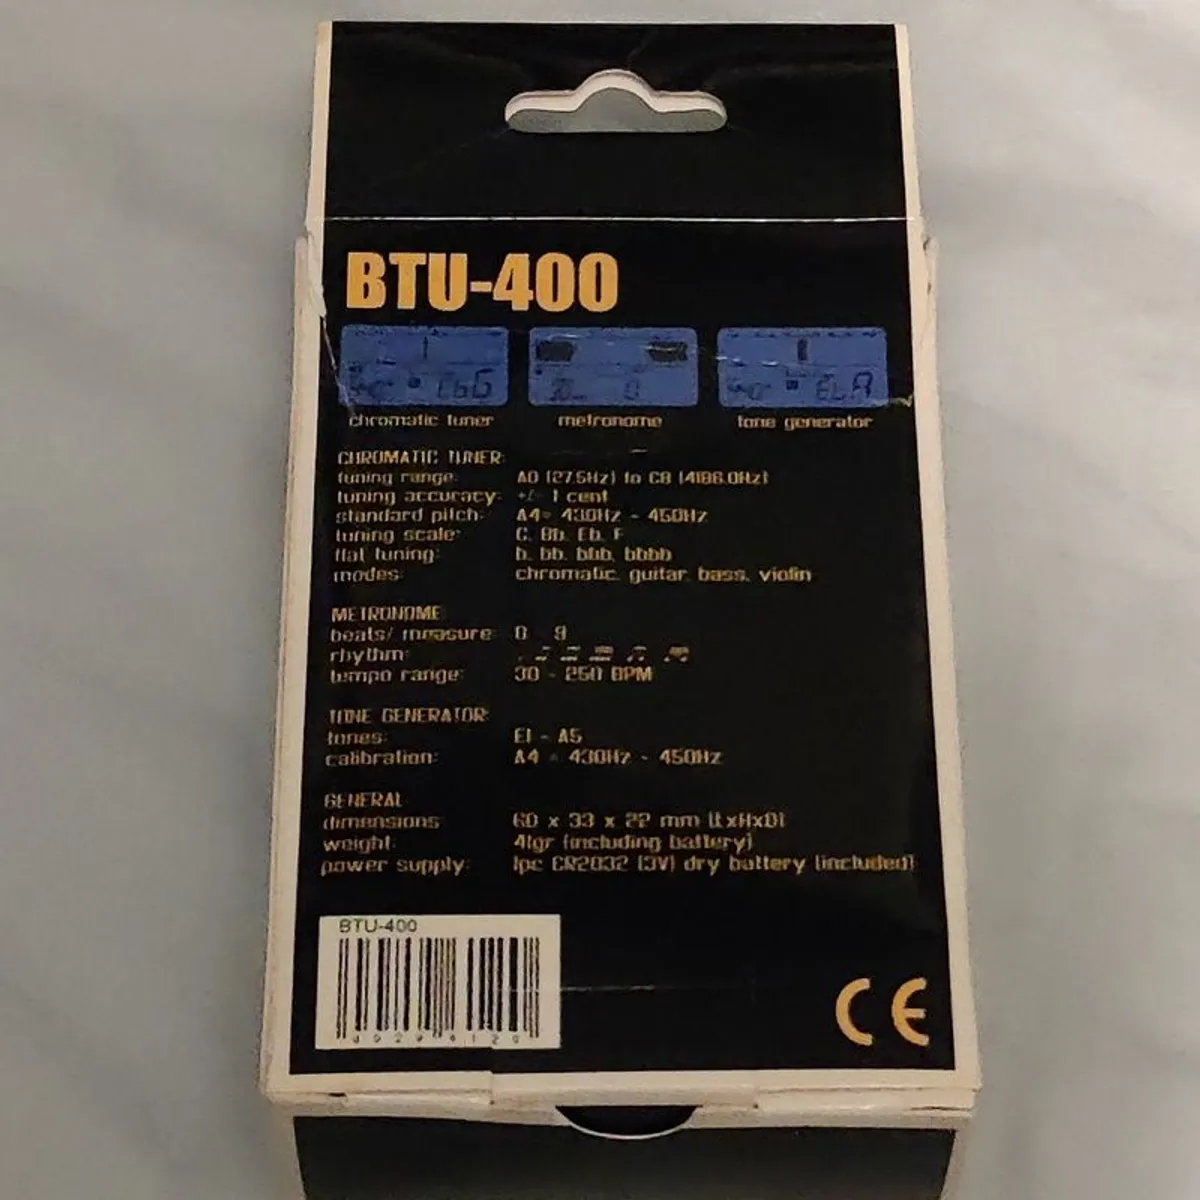 BTU-400
chromatic tuner metronome tone generator
CHROMATIC TUNER:
tuning range: A0 (27.5Hz) to C8 (4186.0Hz)
tuning accuracy: +/- 1 cent
standard pitch: A4= 430Hz - 450Hz
tuning scale: C, Bb, Eb, F
flat tuning: b, bb, bbb, bbbb
modes: chromatic, guitar, bass, violin
METRONOME:
beats/ measure: 0 - 9
rhythm:
tempo range: 30 - 250 BPM
TONE GENERATOR:
tones: E1 - A5
calibration: A4 = 430Hz - 450Hz
GENERAL
dimensions: 60 x 33 x 22 mm (LxHxD)
weight: 41gr (including battery)
power supply: 1pc CR2032 (3V) dry battery (included)
BTU-400
CE